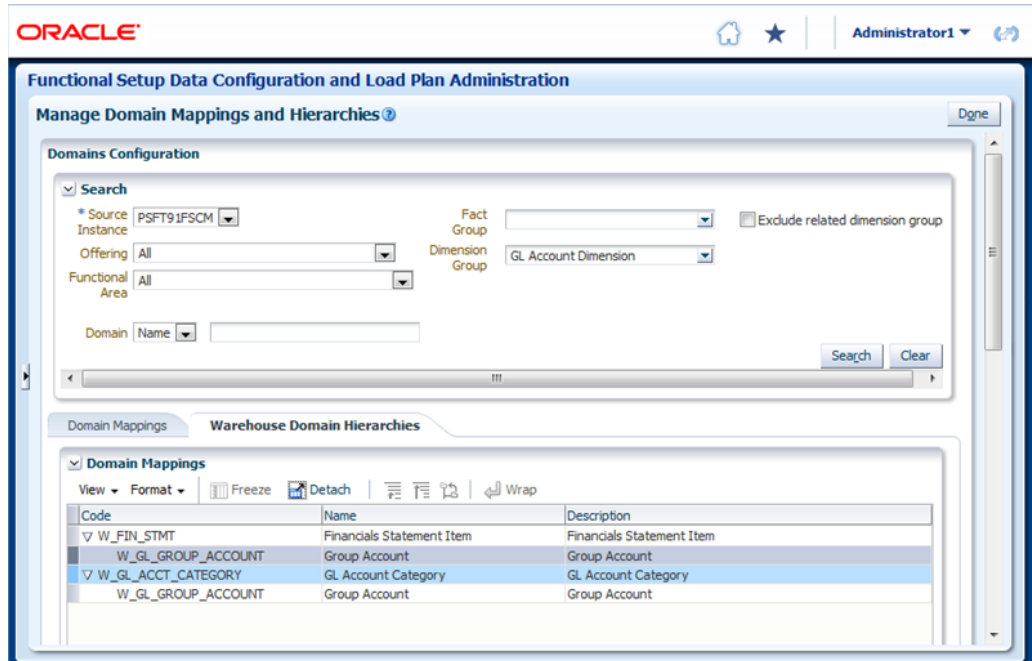 ORACLE
Administrator1
Functional Setup Data Configuration and Load Plan Administration
Manage Domain Mappings and Hierarchies
Done
Domains Configuration
Search
* Source Instance PSFT91FSCM
Fact Group
Exclude related dimension group
Offering All
Dimension Group GL Account Dimension
Functional Area All
Domain Name
Search Clear
Domain Mappings Warehouse Domain Hierarchies
Domain Mappings
View Format Freeze Detach Wrap
Code Name Description
W_FIN_STMT Financials Statement Item Financials Statement Item
W_GL_GROUP_ACCOUNT Group Account Group Account
W_GL_ACCT_CATEGORY GL Account Category GL Account Category
W_GL_GROUP_ACCOUNT Group Account Group Account